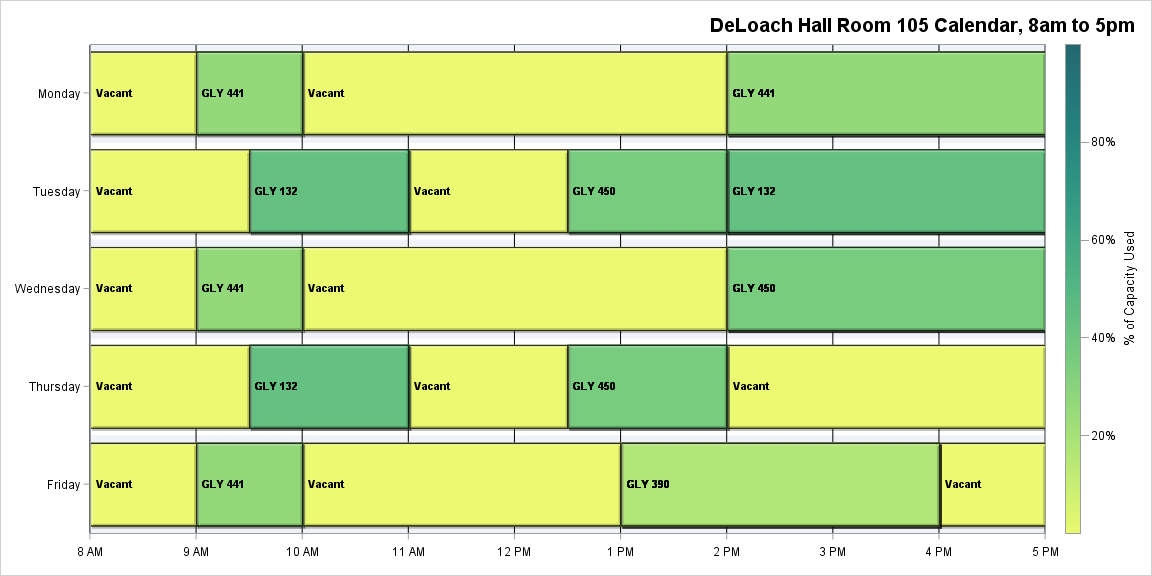 DeLoach Hall Room 105 Calendar, 8am to 5pm
Monday
Vacant
GLY 441
Vacant
GLY 441
Tuesday
Vacant
GLY 132
Vacant
GLY 450
GLY 132
Wednesday
Vacant
GLY 441
Vacant
GLY 450
Thursday
Vacant
GLY 132
Vacant
GLY 450
Vacant
Friday
Vacant
GLY 441
Vacant
GLY 390
Vacant
8 AM
9 AM
10 AM
11 AM
12 PM
1 PM
2 PM
3 PM
4 PM
5 PM
80%
60%
40%
20%
% of Capacity Used